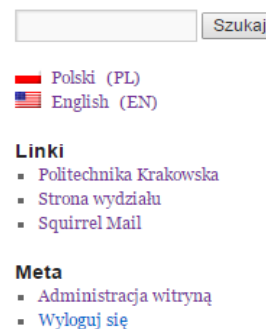 Szukaj
Polski (PL)
English (EN)
Linki
Politechnika Krakowska
Strona wydziału
Squirrel Mail
Meta
Administracja witryną
Wyloguj się